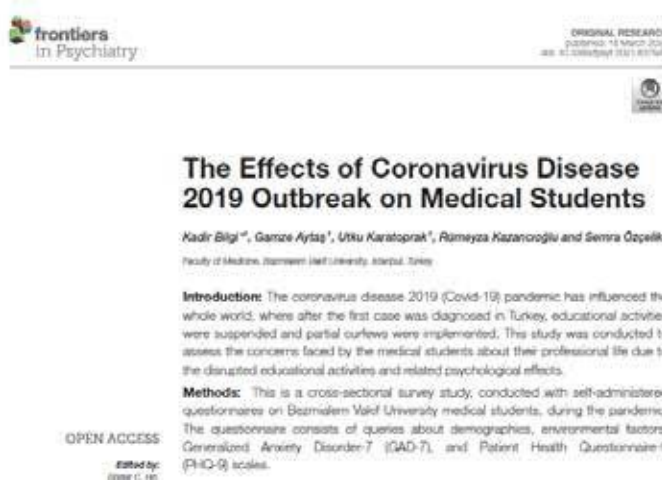 frontiers
in Psychiatry
ORIGINAL RESEARC
published: 16 March 202
The Effects of Coronavirus Disease
2019 Outbreak on Medical Students
Kadir Bilgi, Gamze Aytaş, Utku Karatoprak, Rümeyza Kazancıoğlu and Semra Özçelik
Faculty of Medicine, Bezmialem Vakif University, Istanbul, Turkey
Introduction: The coronavirus disease 2019 (Covid-19) pandemic has influenced the
whole world, where after the first case was diagnosed in Turkey, educational activitie
were suspended and partial curfews were implemented. This study was conducted t
assess the concerns faced by the medical students about their professional life due t
the disrupted educational activities and related psychological effects.
Methods: This is a cross-sectional survey study, conducted with self-administere
questionnaires on Bezmialem Vakif University medical students, during the pandemic
The questionnaire consists of queries about demographics, environmental factors
OPEN ACCESS
Generalized Anxiety Disorder-7 (GAD-7), and Patient Health Questionnaire-
Edited by:
(PHQ-9) scales.